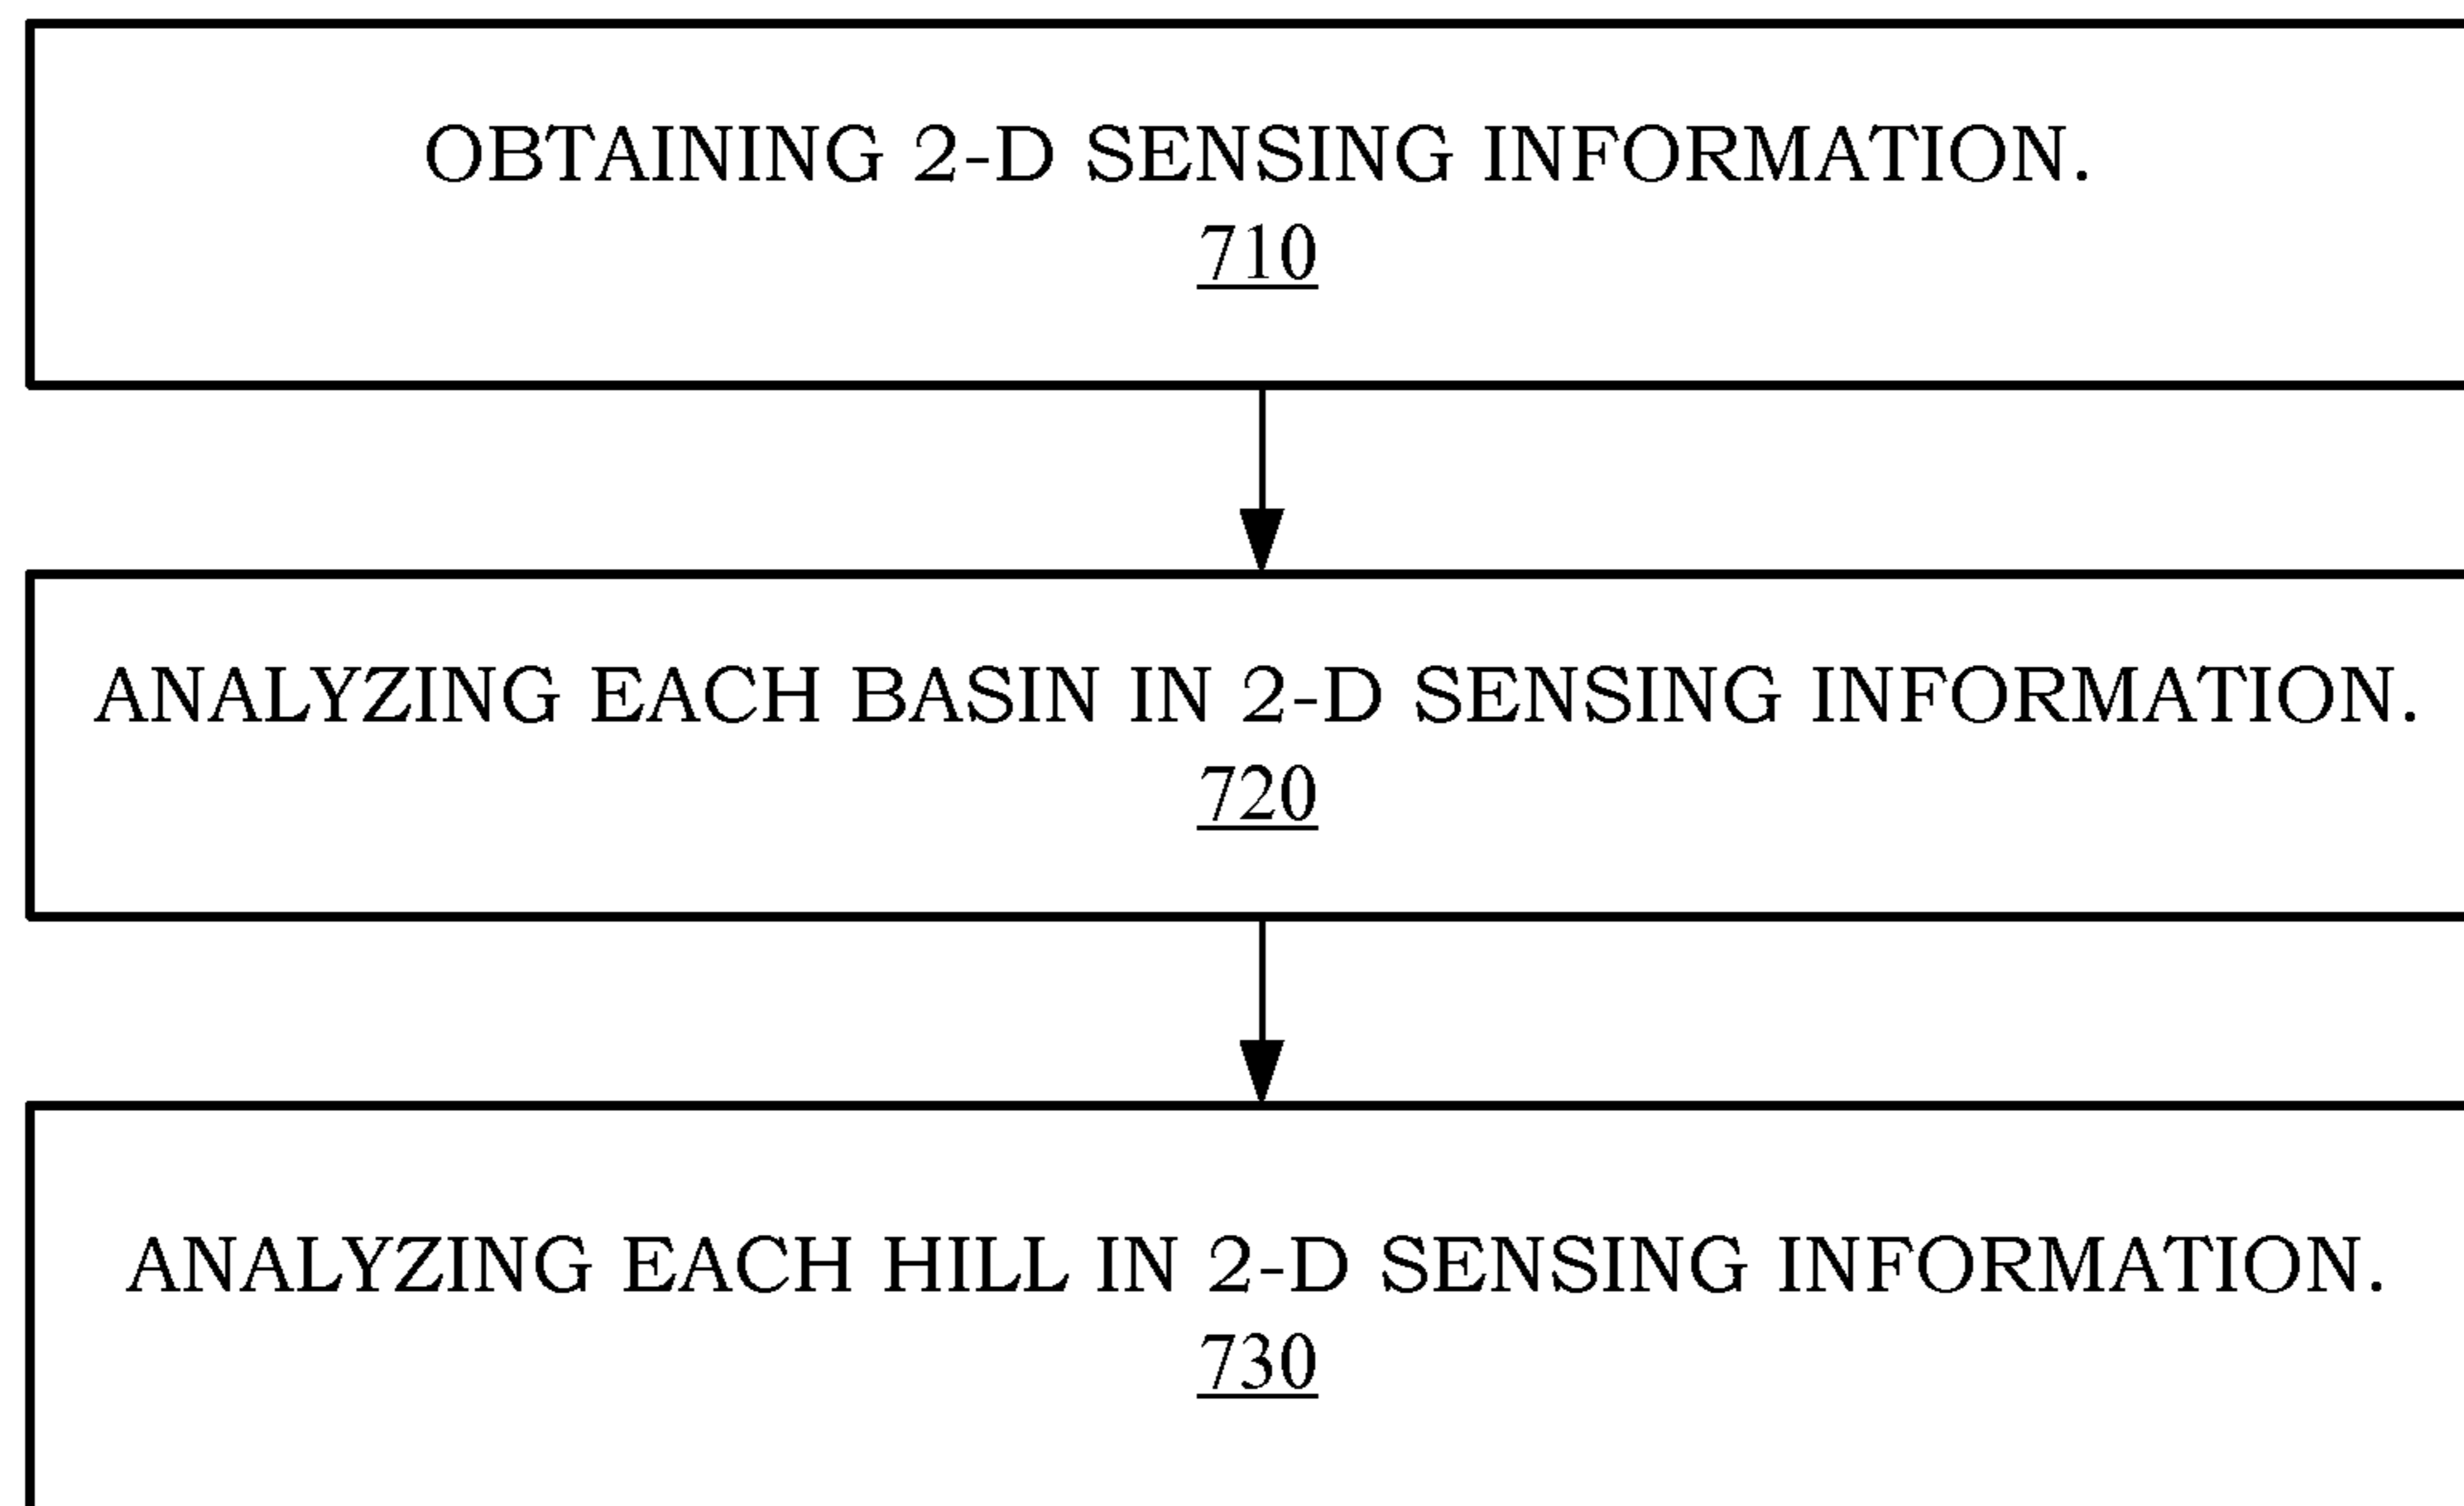 OBTAINING 2-D SENSING INFORMATION.
710
ANALYZING EACH BASIN IN 2-D SENSING INFORMATION.
720
ANALYZING EACH HILL IN 2-D SENSING INFORMATION.
730